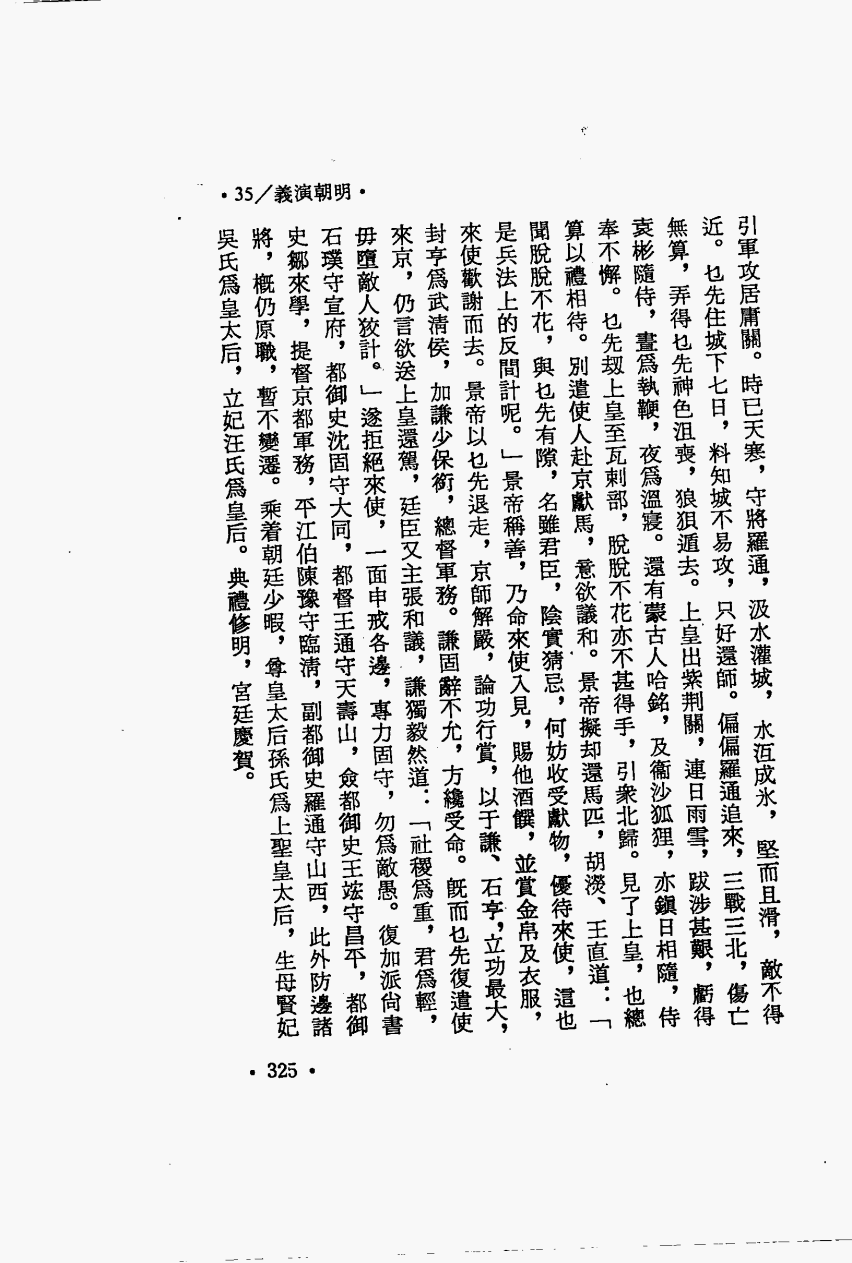 •35／義演朝明•
引軍攻居庸關。時已天寒，守將羅通，汲水灌城，水沍成氷，堅而且滑，敵不得
近。乜先住城下七日，料知城不易攻，只好還師。偏偏羅通追來，三戰三北，傷亡
無算，弄得乜先神色沮喪，狼狽遁去。上皇出紫荆關，連日雨雪，跋涉甚艱，虧得
袁彬隨侍，晝爲執鞭，夜爲溫寢。還有蒙古人哈銘，及衞沙狐狸，亦鎭日相隨，侍
奉不懈。乜先刼上皇至瓦剌部，脫脫不花亦不甚得手，引衆北歸。見了上皇，也總
算以禮相待。別遣使人赴京獻馬，意欲議和。景帝擬却還馬匹，胡濙、王直道：「
聞脫脫不花，與乜先有隙，名雖君臣，陰實猜忌，何妨收受獻物，優待來使，這也
是兵法上的反間計呢。」景帝稱善，乃命來使入見，賜他酒饌，並賞金帛及衣服，
來使歡謝而去。景帝以乜先退走，京師解嚴，論功行賞，以于謙、石亨，立功最大，
封亨爲武淸侯，加謙少保銜，總督軍務。謙固辭不允，方纔受命。旣而乜先復遣使
來京，仍言欲送上皇還駕，廷臣又主張和議，謙獨毅然道：「社稷爲重，君爲輕，
毋墮敵人狡計。」遂拒絕來使，一面申戒各邊，專力固守，勿爲敵愚。復加派尙書
石璞守宣府，都御史沈固守大同，都督王通守天壽山，僉都御史王竑守昌平，都御
史鄒來學，提督京都軍務，平江伯陳豫守臨淸，副都御史羅通守山西，此外防邊諸
將，槪仍原職，暫不變遷。乘着朝廷少暇，尊皇太后孫氏爲上聖皇太后，生母賢妃
吳氏爲皇太后，立妃汪氏爲皇后。典禮修明，宮廷慶賀。
•325•